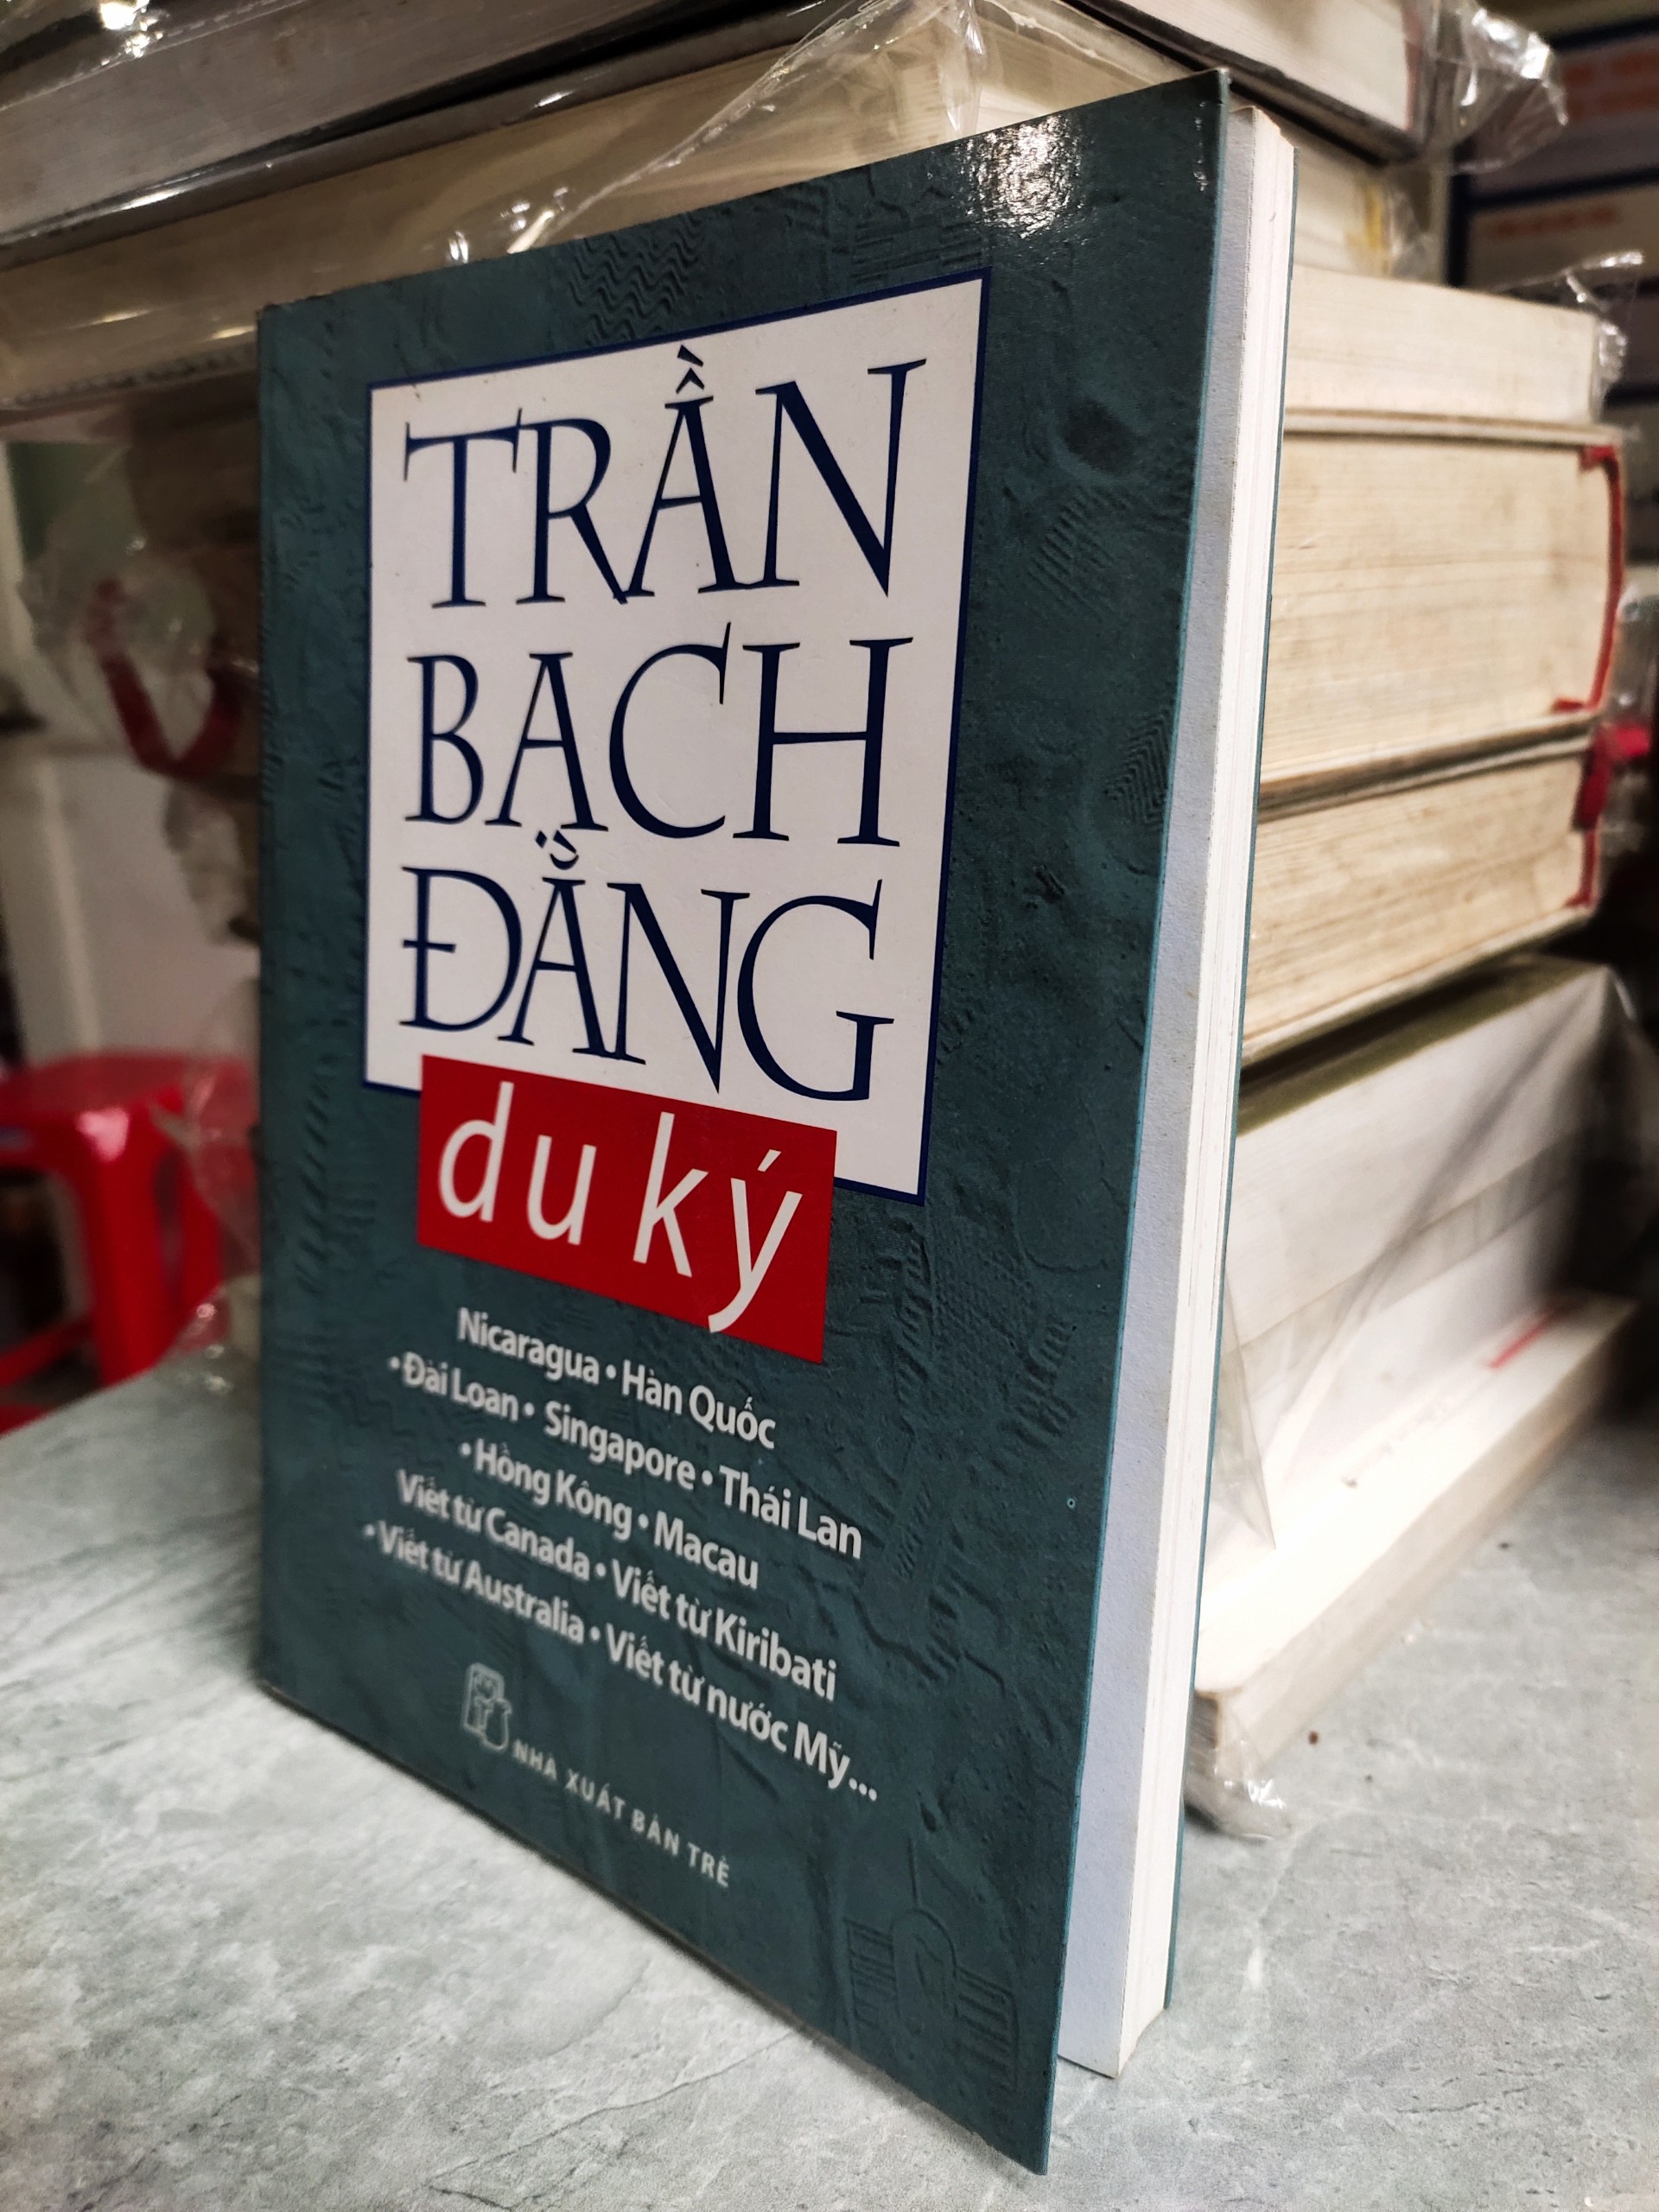 TRẦN
BẠCH
ĐẰNG
du ký
Nicaragua • Hàn Quốc
• Đài Loan • Singapore • Thái Lan
• Hồng Kông • Macau
Viết từ Canada • Viết từ Kiribati
• Viết từ Australia • Viết từ nước Mỹ...
NHÀ XUẤT BẢN TRẺ